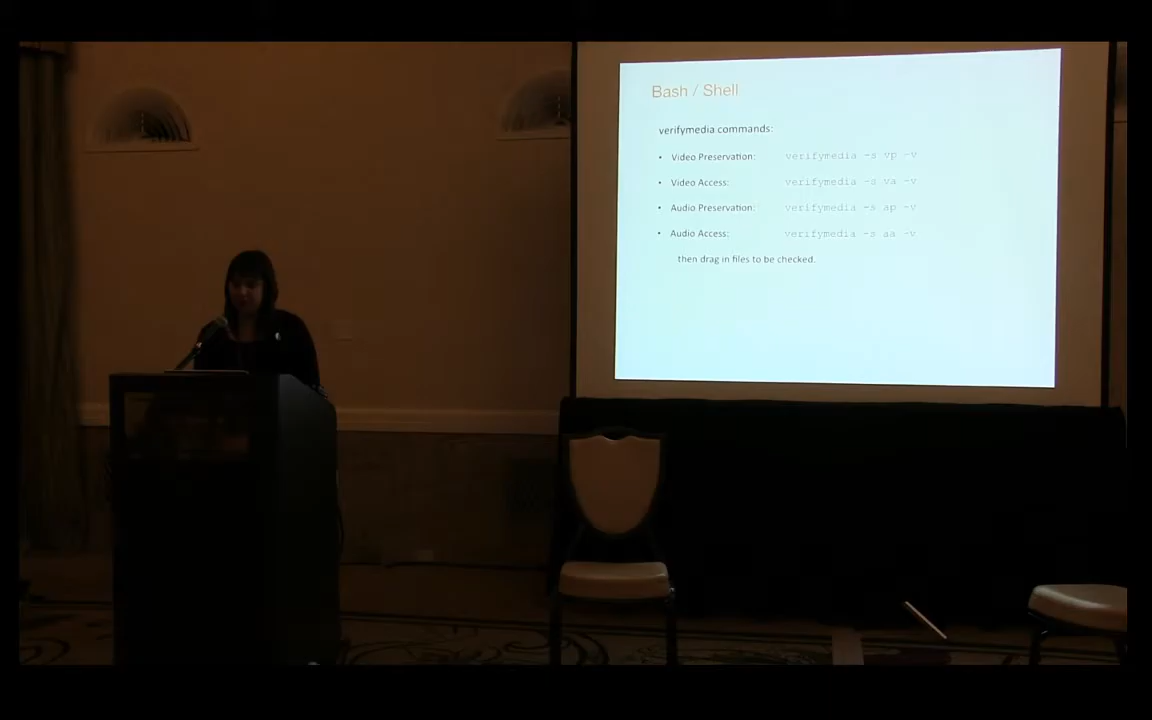 Bash / Shell
verifymedia commands:
• Video Preservation: verifymedia -s vp -v
• Video Access: verifymedia -s va -v
• Audio Preservation: verifymedia -s ap -v
• Audio Access: verifymedia -s aa -v
then drag in files to be checked.